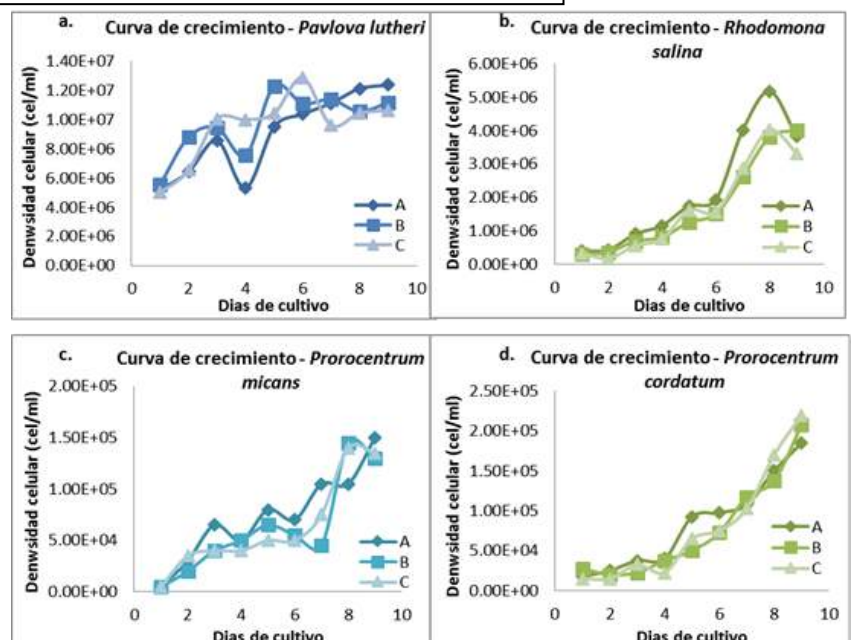 a.
Curva de crecimiento - Pavlova lutheri
Denwsidad celular (cel/ml)
1.40E+07
1.20E+07
1.00E+07
8.00E+06
6.00E+06
4.00E+06
2.00E+06
0.00E+00
A
B
C
0 2 4 6 8 10
Dias de cultivo
b.
Curva de crecimiento - Rhodomona
salina
Denwsidad celular (cel/ml)
6.00E+06
5.00E+06
4.00E+06
3.00E+06
2.00E+06
1.00E+06
0.00E+00
A
B
C
0 2 4 6 8 10
Dias de cultivo
c.
Curva de crecimiento - Prorocentrum
micans
Denwsidad celular (cel/ml)
2.00E+05
1.50E+05
1.00E+05
5.00E+04
0.00E+00
A
B
C
0 2 4 6 8 10
Dias de cultivo
d.
Curva de crecimiento - Prorocentrum
cordatum
Denwsidad celular (cel/ml)
2.50E+05
2.00E+05
1.50E+05
1.00E+05
5.00E+04
0.00E+00
A
B
C
0 2 4 6 8 10
Dias de cultivo